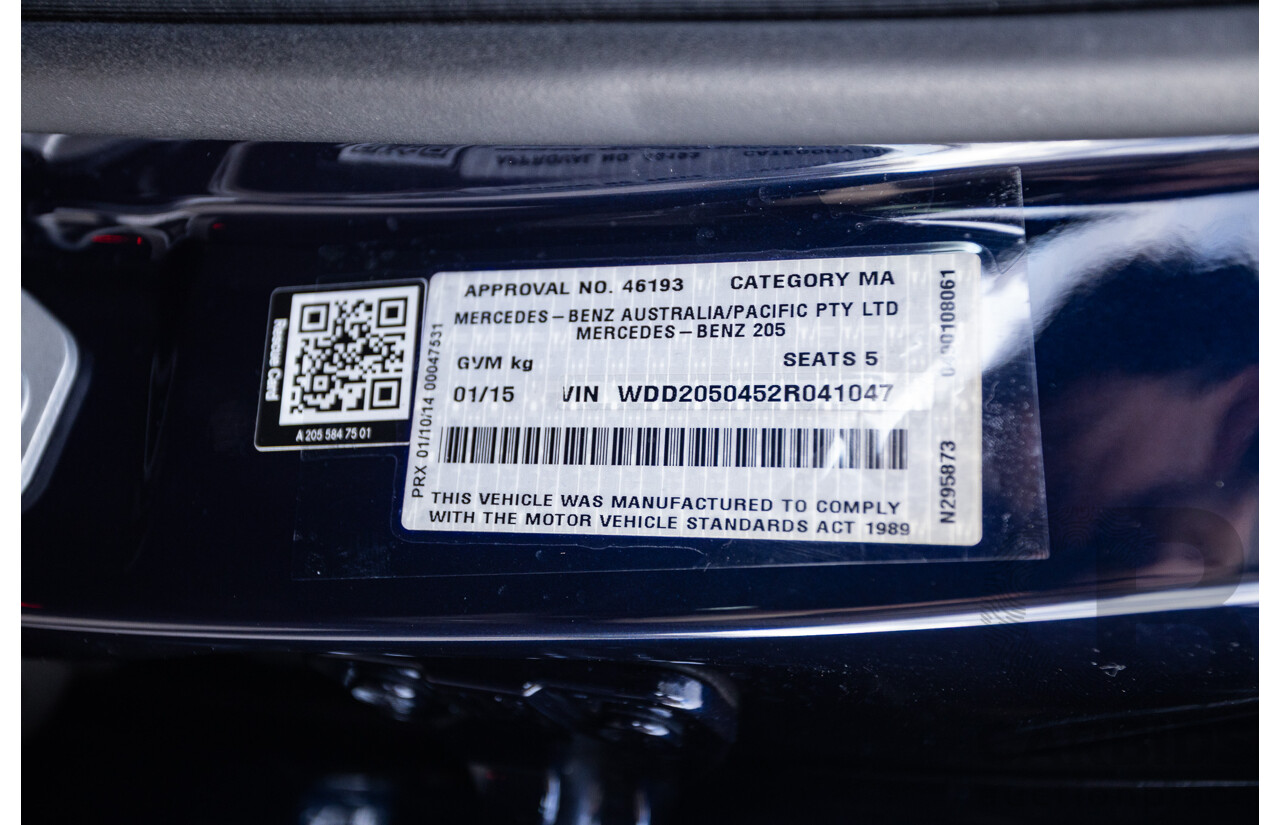 APPROVAL NO. 46193 CATEGORY MA
MERCEDES-BENZ AUSTRALIA/PACIFIC PTY LTD
MERCEDES-BENZ 205
GVM kg SEATS 5
01/15 VIN WDD2050452R041047
THIS VEHICLE WAS MANUFACTURED TO COMPLY
WITH THE MOTOR VEHICLE STANDARDS ACT 1989
PRX 01/10/14 00047531
N295873
Rescue Card
A 205 584 75 01